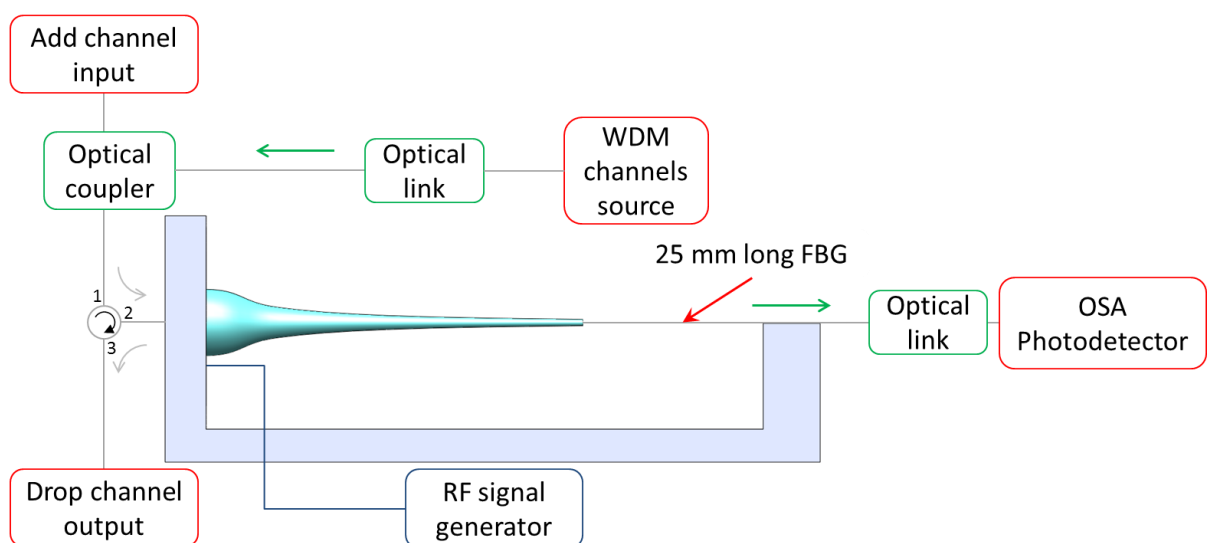 Add channel
input
Optical
coupler
Optical
link
WDM
channels
source
25 mm long FBG
1
2
3
Optical
link
OSA
Photodetector
Drop channel
output
RF signal
generator